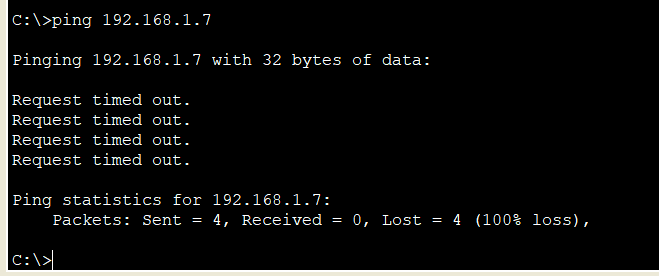 C:\>ping 192.168.1.7
Pinging 192.168.1.7 with 32 bytes of data:
Request timed out.
Request timed out.
Request timed out.
Request timed out.
Ping statistics for 192.168.1.7:
    Packets: Sent = 4, Received = 0, Lost = 4 (100% loss),
C:\>